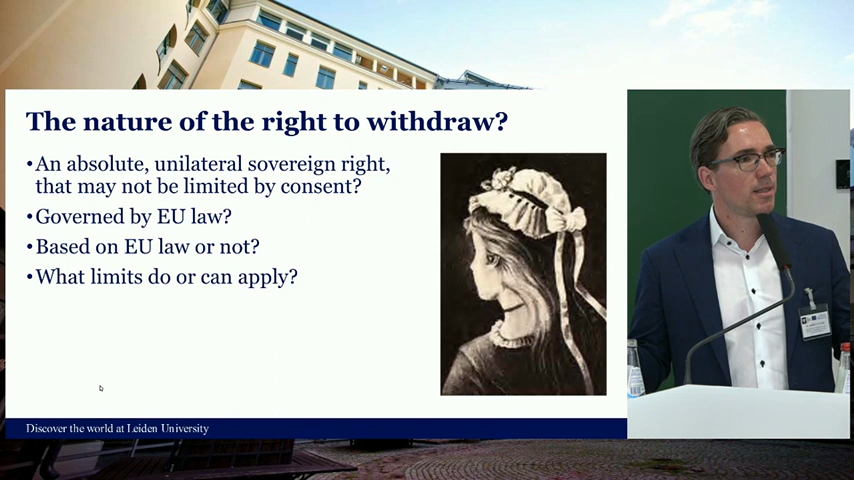 The nature of the right to withdraw?
•An absolute, unilateral sovereign right,
that may not be limited by consent?
•Governed by EU law?
•Based on EU law or not?
•What limits do or can apply?
Discover the world at Leiden University